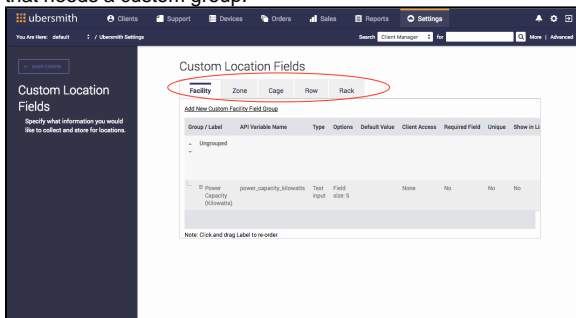 that needs a custom group.
ubersmith Clients Support Devices Orders Sales Reports Settings
You Are Here: default / Ubersmith Settings Search Client Manager for More | Advanced
Custom Location Fields
Custom Location Fields
Specify what information you would like to collect and store for locations.
Facility Zone Cage Row Rack
Add New Custom Facility Field Group
Group / Label API Variable Name Type Options Default Value Client Access Required Field Unique Show in Li
Ungrouped
Power Capacity (Kilowatts) power_capacity_kilowatts Text input Field size: 5 None No No No
Note: Click and drag Label to re-order.